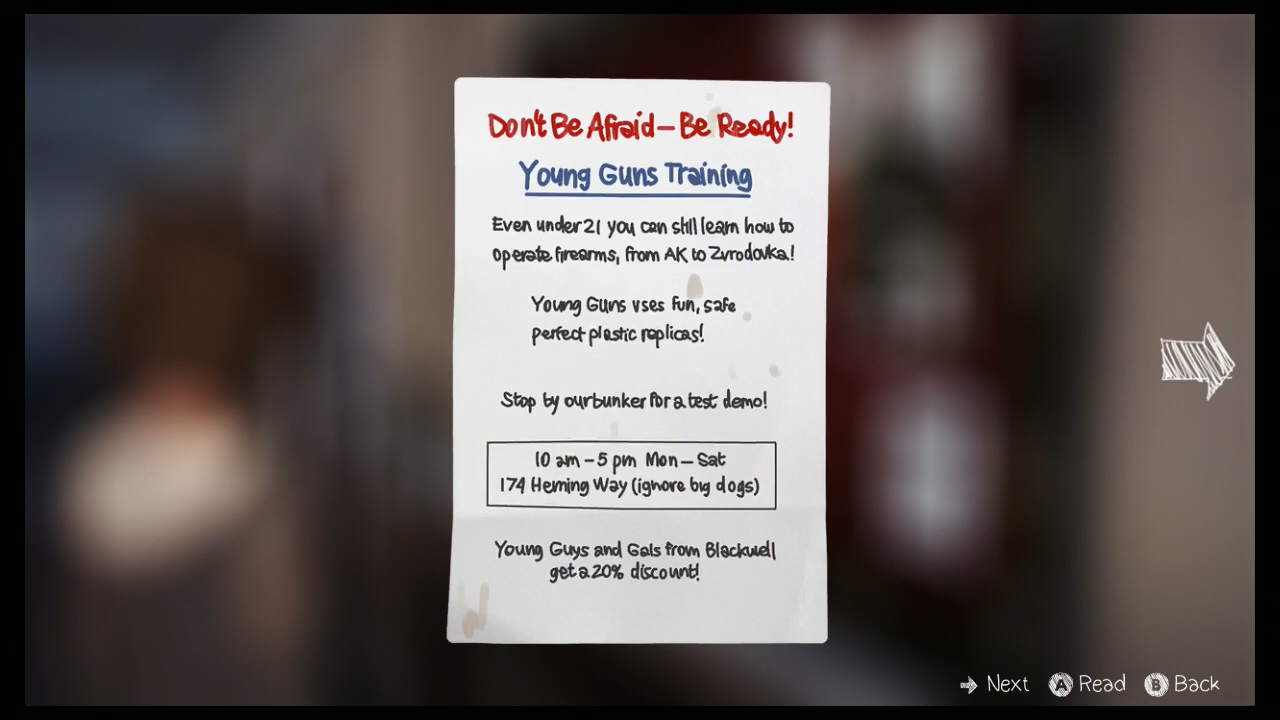 Don't Be Afraid – Be Ready!
Young Guns Training
Even under 21 you can still learn how to
operate firearms, from AK to Zvrodovka!
Young Guns uses fun, safe
perfect plastic replicas!
Stop by our bunker for a test demo!
10 am – 5 pm Mon – Sat
174 Heming Way (ignore big dogs)
Young Guys and Gals from Blackwell
get a 20% discount!
Next A Read B Back